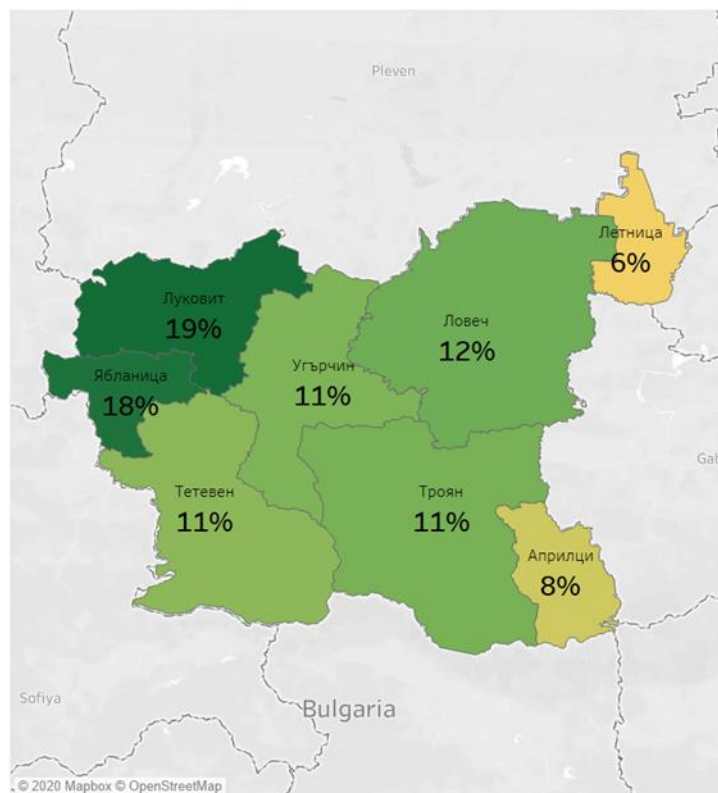 Pleven
Летница
6%
Луковит
19%
Ловеч
12%
Ябланица
18%
Угърчин
11%
Gab
Тетевен
11%
Троян
11%
Априлци
8%
Sofiya
Bulgaria
© 2020 Mapbox © OpenStreetMap